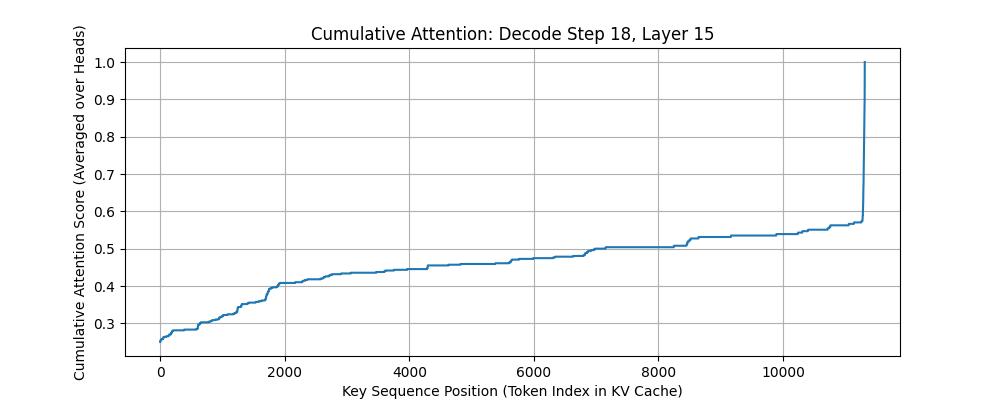 Cumulative Attention: Decode Step 18, Layer 15
Cumulative Attention Score (Averaged over Heads)
1.0
0.9
0.8
0.7
0.6
0.5
0.4
0.3
0 2000 4000 6000 8000 10000
Key Sequence Position (Token Index in KV Cache)